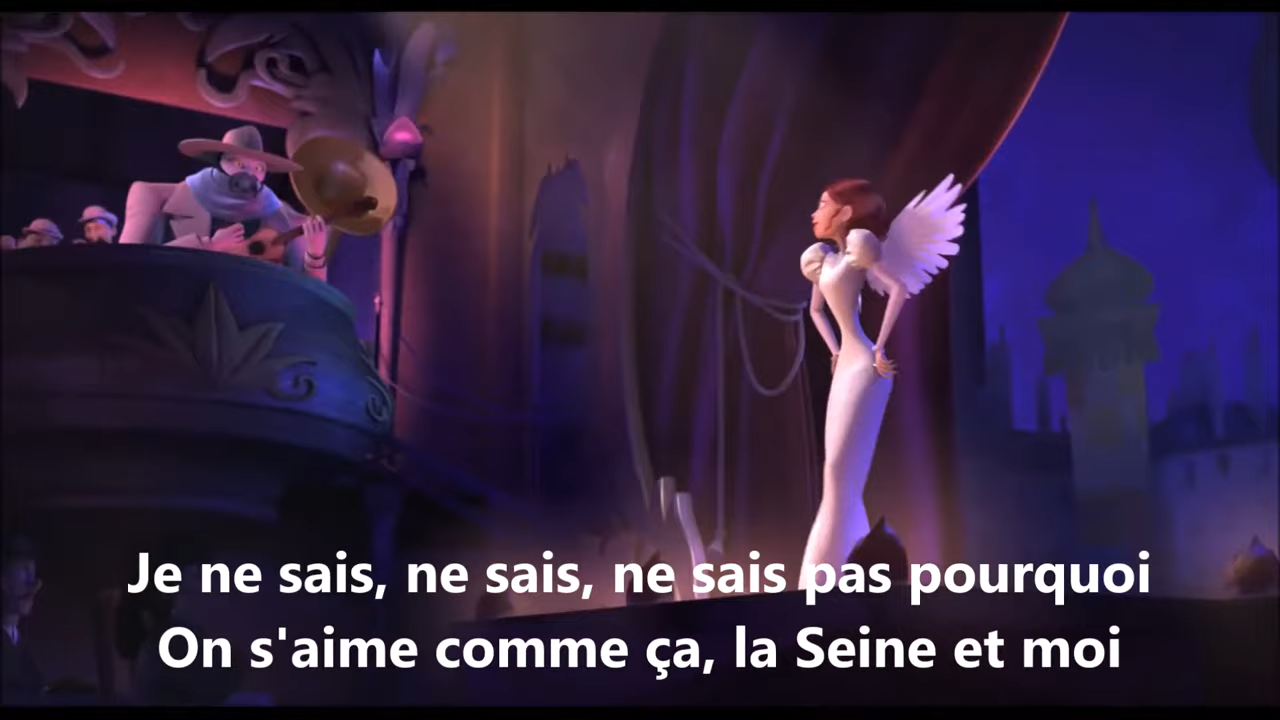 Je ne sais, ne sais, ne sais pas pourquoi
On s'aime comme ça, la Seine et moi